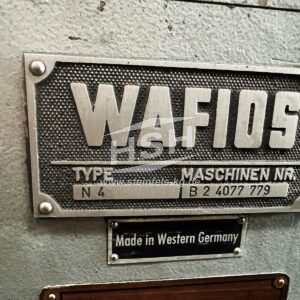 WAFIOS
TYPE MASCHINEN NR.
N 4 B 2 4077 779
HSH
Made in Western Germany